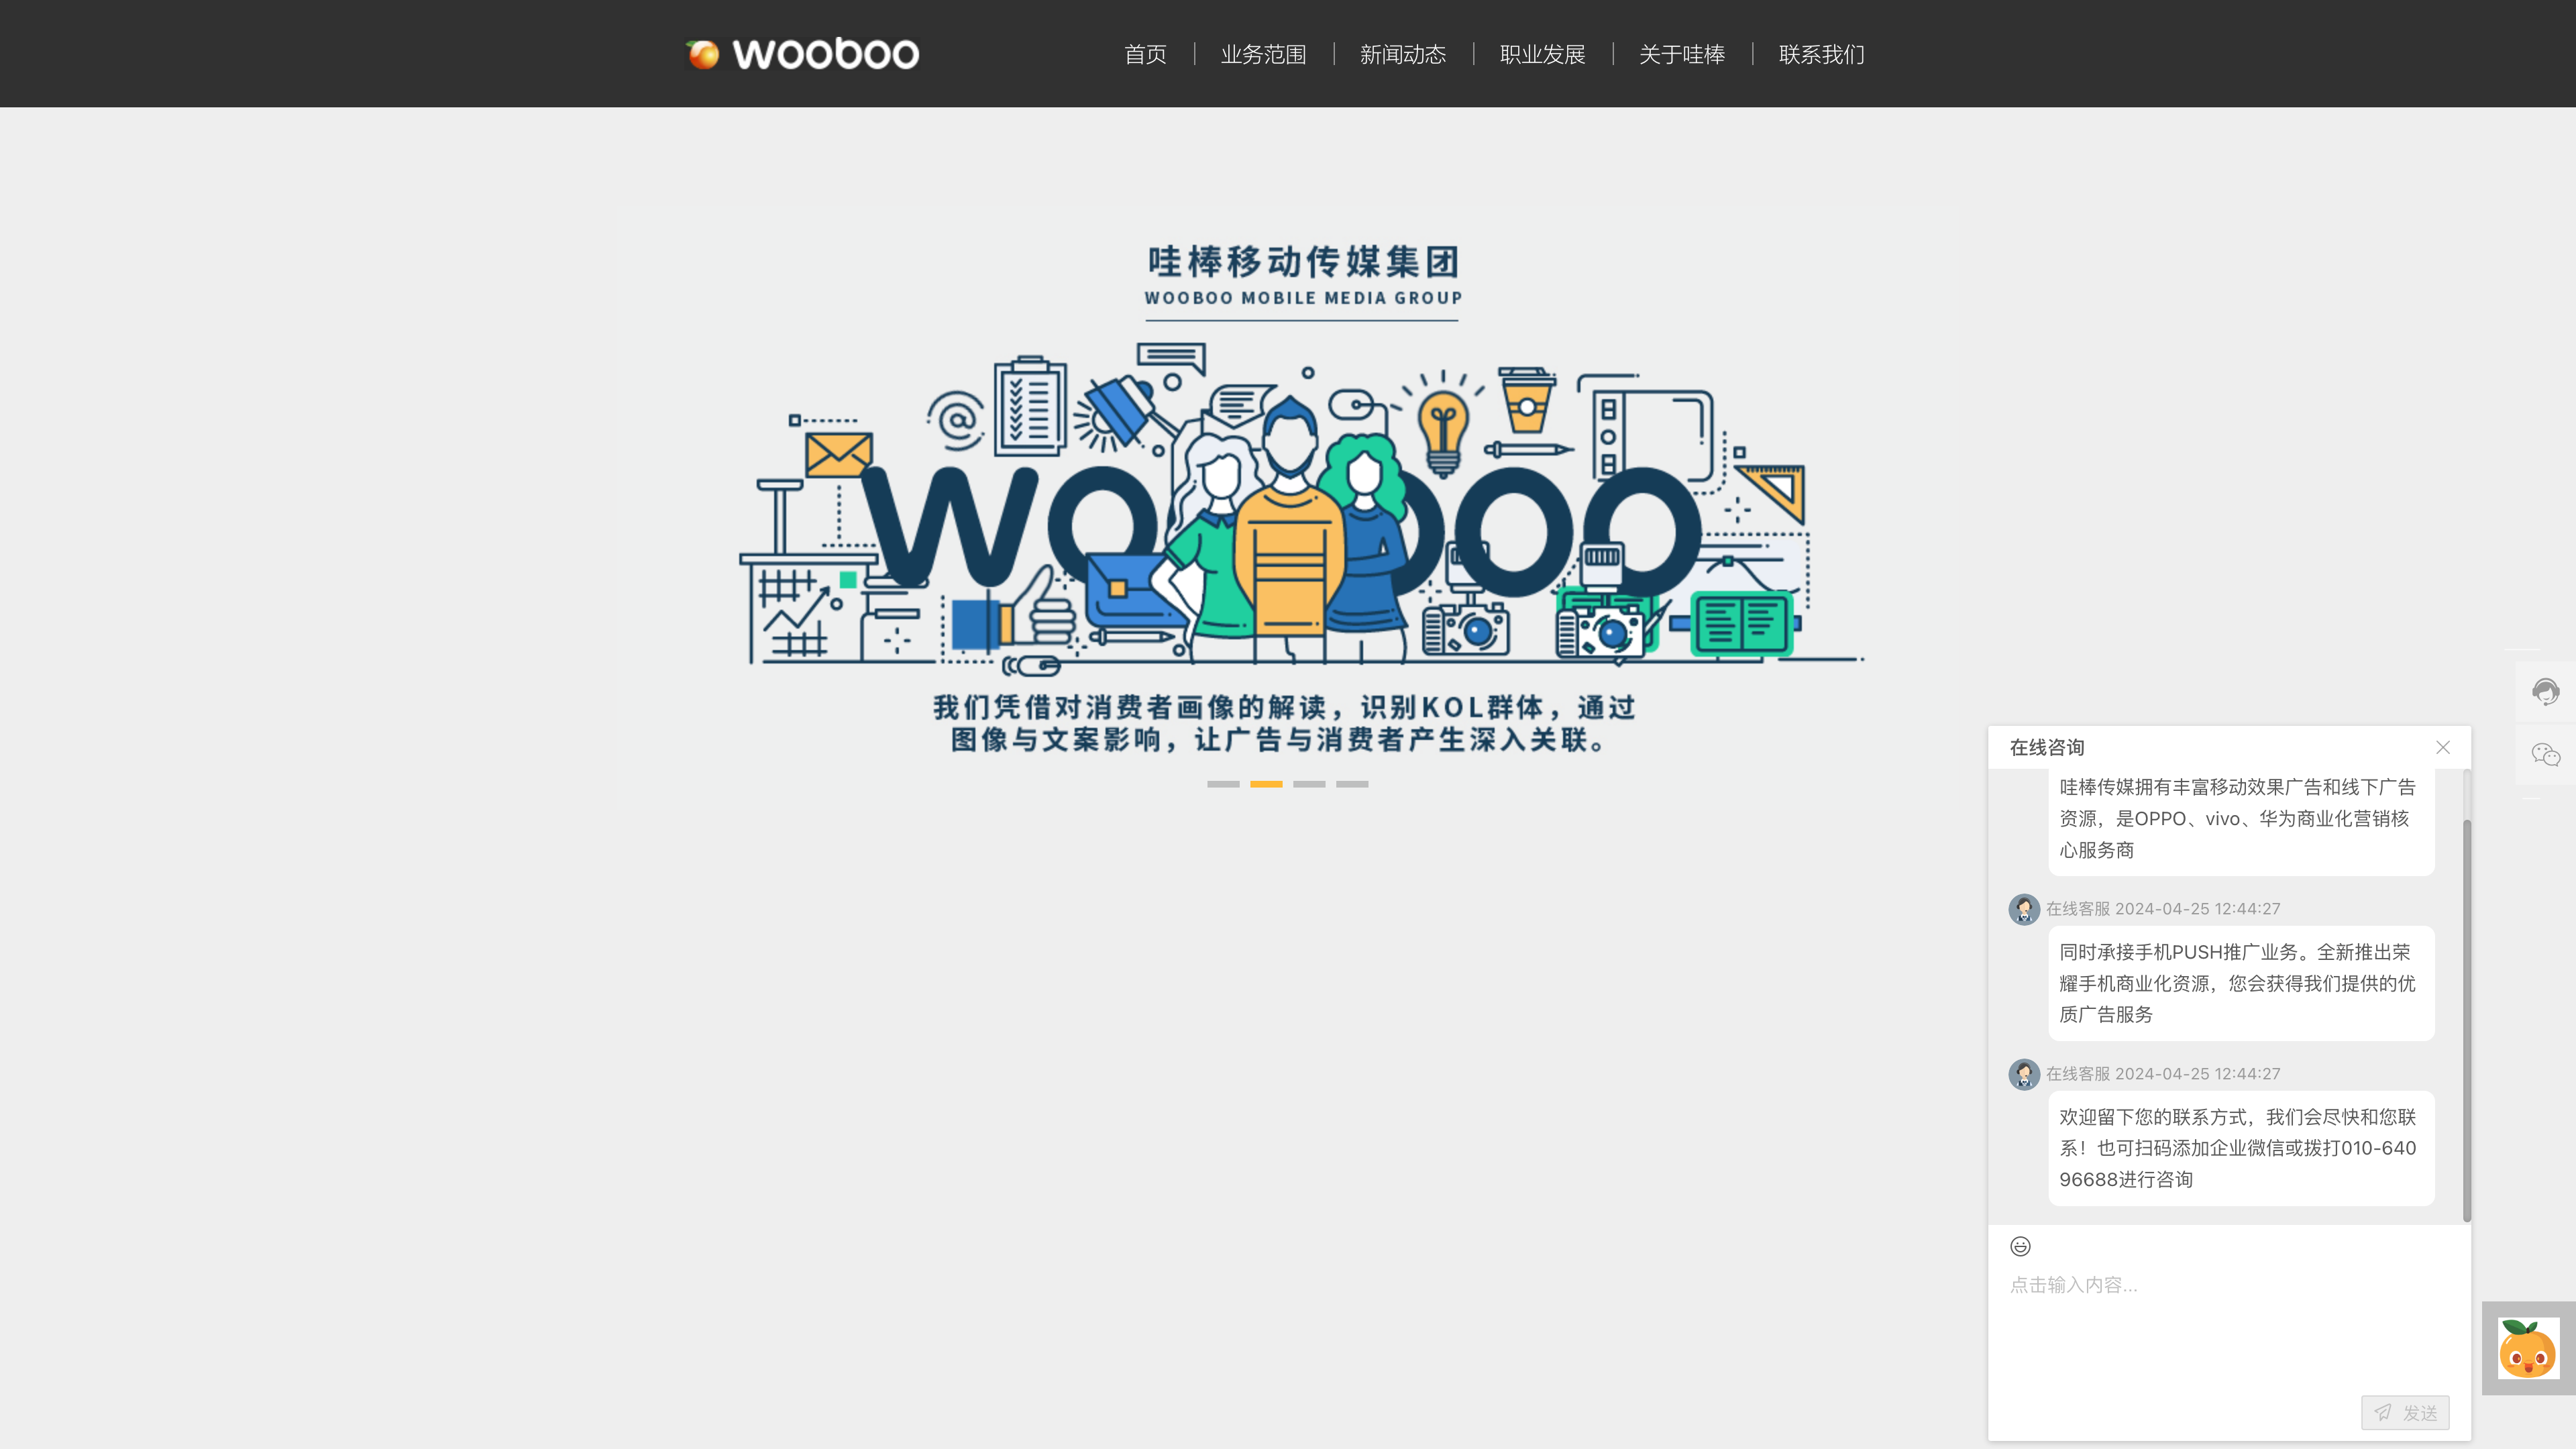 wooboo
首页
业务范围
新闻动态
职业发展
关于哇棒
联系我们
哇棒移动传媒集团
WOOBOO MOBILE MEDIA GROUP
我们凭借对消费者画像的解读，识别KOL群体，通过
图像与文案影响，让广告与消费者产生深入关联。
在线咨询
哇棒传媒拥有丰富移动效果广告和线下广告
资源，是OPPO、vivo、华为商业化营销核
心服务商
在线客服 2024-04-25 12:44:27
同时承接手机PUSH推广业务。全新推出荣
耀手机商业化资源，您会获得我们提供的优
质广告服务
在线客服 2024-04-25 12:44:27
欢迎留下您的联系方式，我们会尽快和您联
系！也可扫码添加企业微信或拨打010-640
96688进行咨询
点击输入内容...
发送